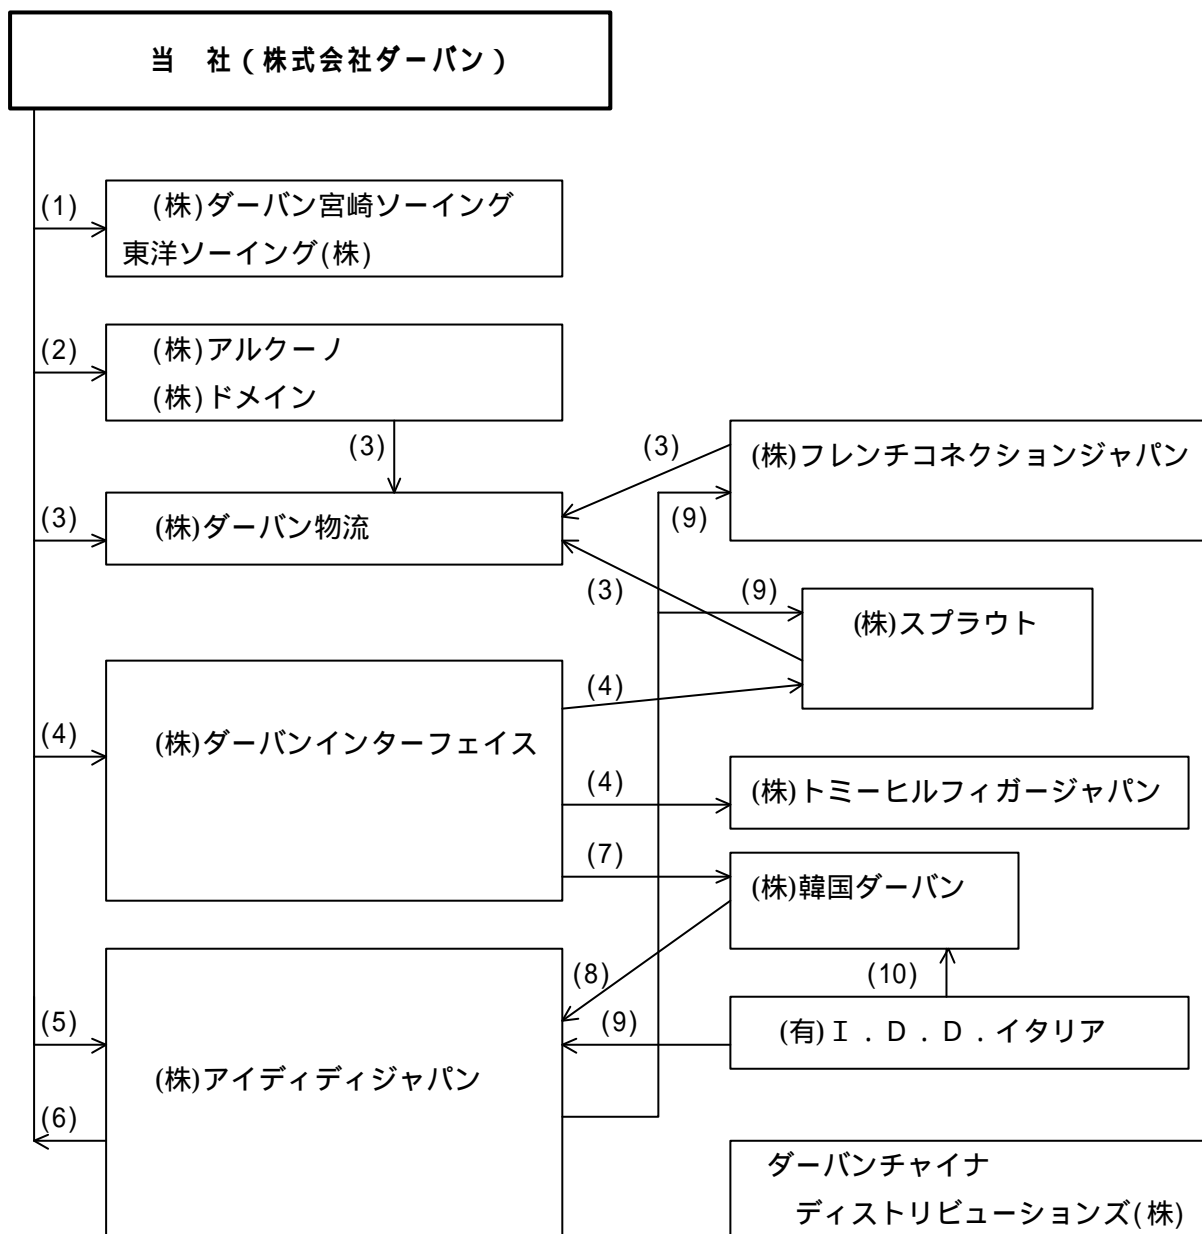 当　社（株式会社ダーバン）
(1)
(株)ダーバン宮崎ソーイング
東洋ソーイング(株)
(2)
(株)アルクーノ
(株)ドメイン
(3)
(3)
(株)フレンチコネクションジャパン
(3)
(株)ダーバン物流
(9)
(3)
(9)
(株)スプラウト
(4)
(4)
(株)ダーバンインターフェイス
(4)
(株)トミーヒルフィガージャパン
(7)
(株)韓国ダーバン
(8)
(10)
(5)
(9)
(有)Ｉ．Ｄ．Ｄ．イタリア
(株)アイディディジャパン
(6)
ダーバンチャイナ
ディストリビューションズ(株)